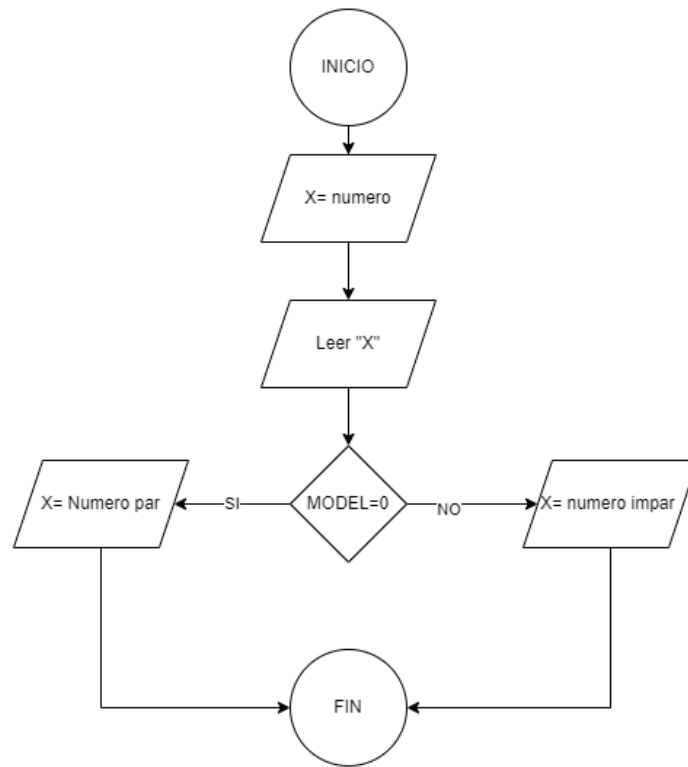 INICIO
X= numero
Leer "X"
X= Numero par
SI
MODEL=0
NO
X= numero impar
FIN